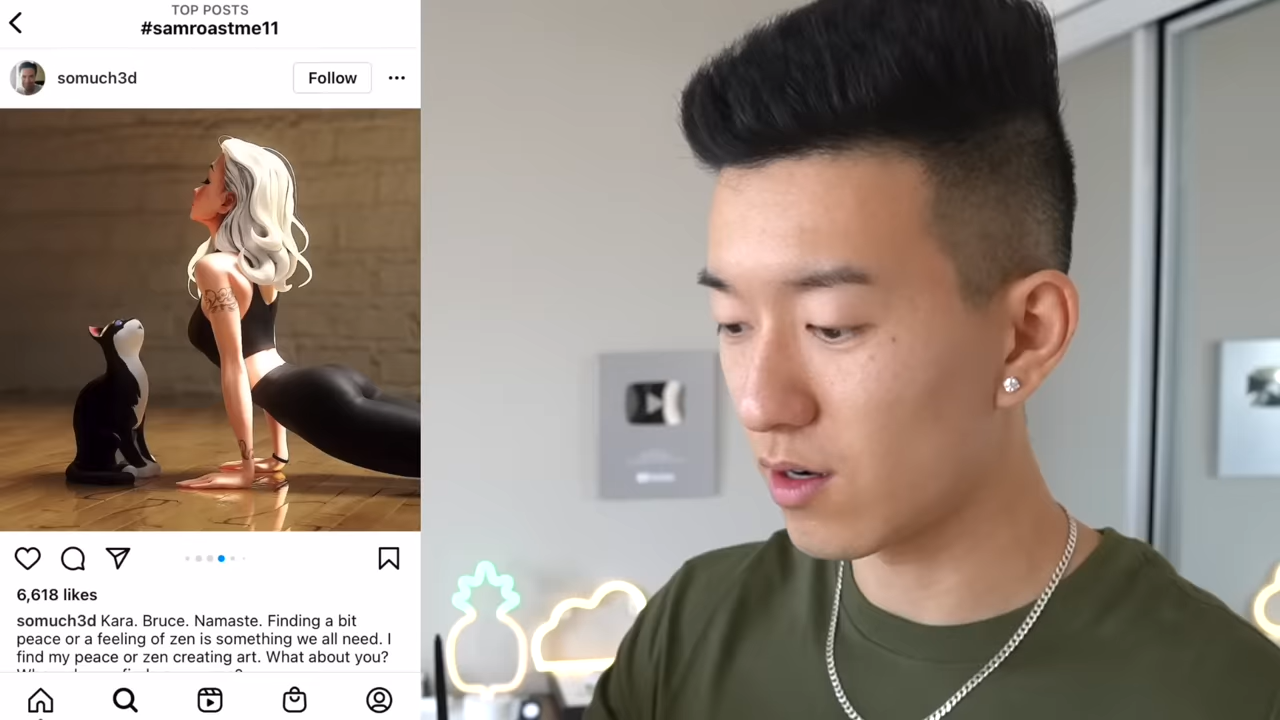 TOP POSTS
#samroastme11
somuch3d
Follow
6,618 likes
somuch3d Kara. Bruce. Namaste. Finding a bit
peace or a feeling of zen is something we all need. I
find my peace or zen creating art. What about you?